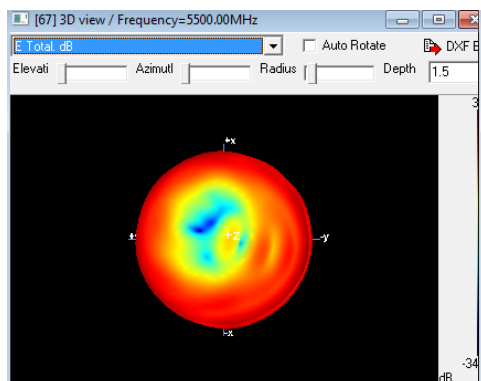 [67] 3D view / Frequency=5500.00MHz
E Total. dB
Auto Rotate
DXF E
Elevati
Azimutl
Radius
Depth
1.5
3
+x
-y
+Z
-x
-34
dB